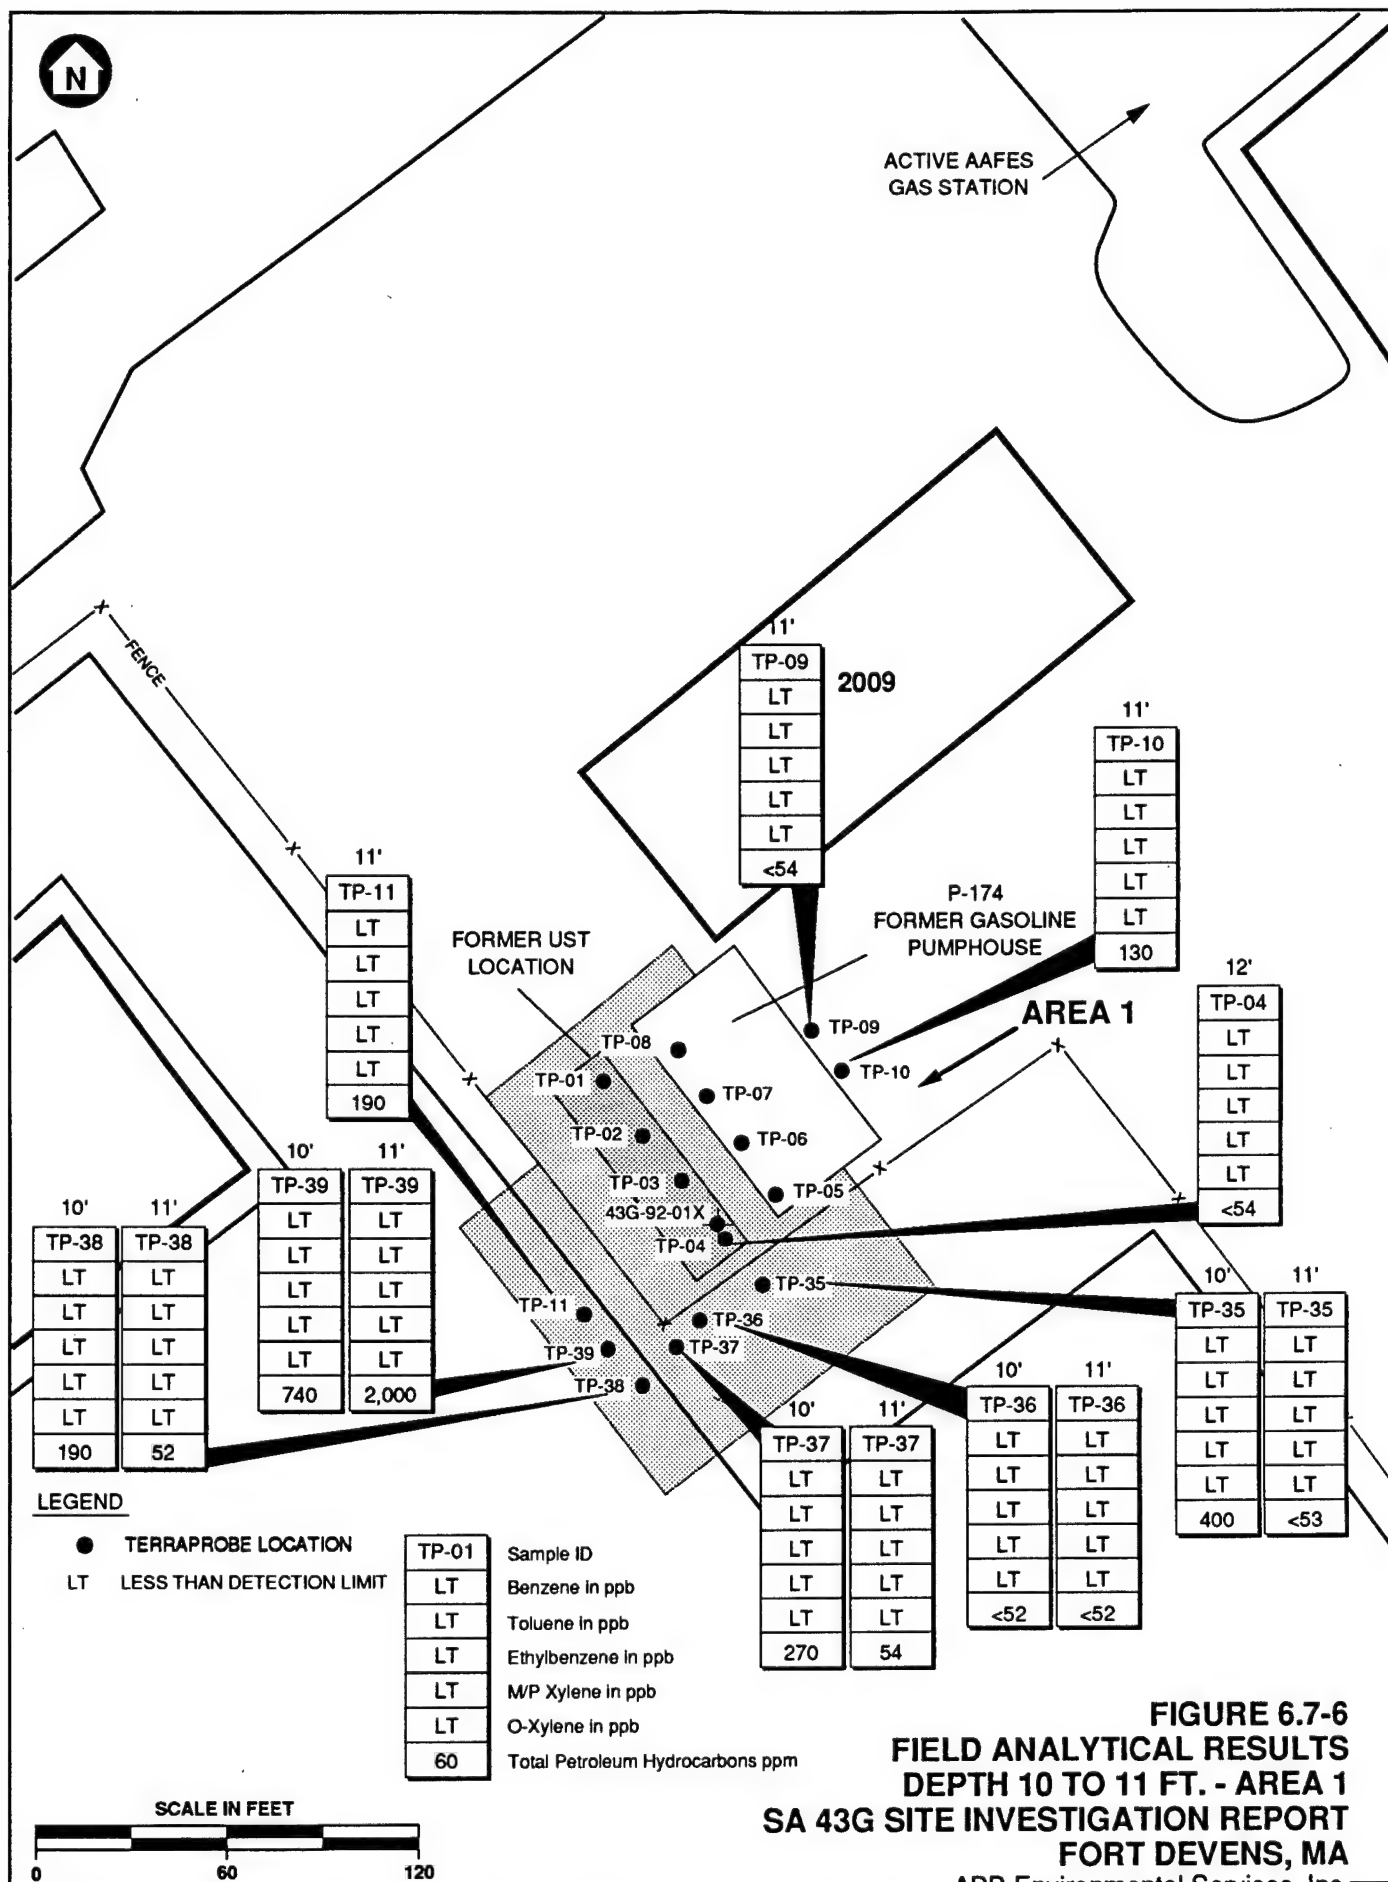 N
ACTIVE AAFES
GAS STATION
FENCE
11'
TP-09
LT
LT
LT
LT
LT
<54
2009
11'
TP-10
LT
LT
LT
LT
LT
130
11'
TP-11
LT
LT
LT
LT
LT
190
FORMER UST
LOCATION
P-174
FORMER GASOLINE
PUMPHOUSE
12'
TP-04
LT
LT
LT
LT
LT
<54
AREA 1
TP-09
TP-10
TP-08
TP-01
TP-07
TP-02
TP-06
TP-03
TP-05
43G-92-01X
TP-04
TP-35
TP-11
TP-36
TP-39
TP-37
TP-38
10'
TP-39
LT
LT
LT
LT
LT
740
11'
TP-39
LT
LT
LT
LT
LT
2,000
10'
TP-38
LT
LT
LT
LT
LT
190
11'
TP-38
LT
LT
LT
LT
LT
52
10'
TP-35
LT
LT
LT
LT
LT
400
11'
TP-35
LT
LT
LT
LT
LT
<53
10'
TP-36
LT
LT
LT
LT
LT
<52
11'
TP-36
LT
LT
LT
LT
LT
<52
10'
TP-37
LT
LT
LT
LT
LT
270
11'
TP-37
LT
LT
LT
LT
LT
54
LEGEND
TERRAPROBE LOCATION
LT LESS THAN DETECTION LIMIT
TP-01 Sample ID
LT Benzene in ppb
LT Toluene in ppb
LT Ethylbenzene in ppb
LT M/P Xylene in ppb
LT O-Xylene in ppb
60 Total Petroleum Hydrocarbons ppm
SCALE IN FEET
0 60 120
FIGURE 6.7-6
FIELD ANALYTICAL RESULTS
DEPTH 10 TO 11 FT. - AREA 1
SA 43G SITE INVESTIGATION REPORT
FORT DEVENS, MA
Environmental Services, Inc